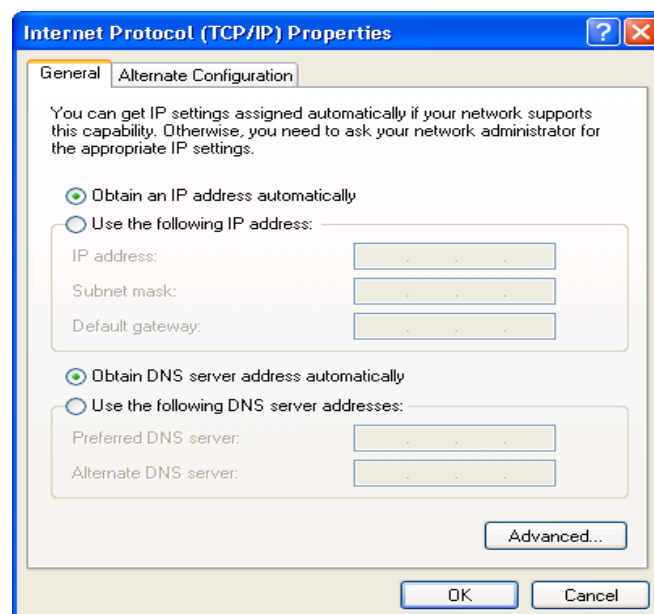 Internet Protocol (TCP/IP) Properties
General Alternate Configuration
You can get IP settings assigned automatically if your network supports
this capability. Otherwise, you need to ask your network administrator for
the appropriate IP settings.
Obtain an IP address automatically
Use the following IP address:
IP address:
Subnet mask:
Default gateway:
Obtain DNS server address automatically
Use the following DNS server addresses:
Preferred DNS server:
Alternate DNS server:
Advanced...
OK Cancel